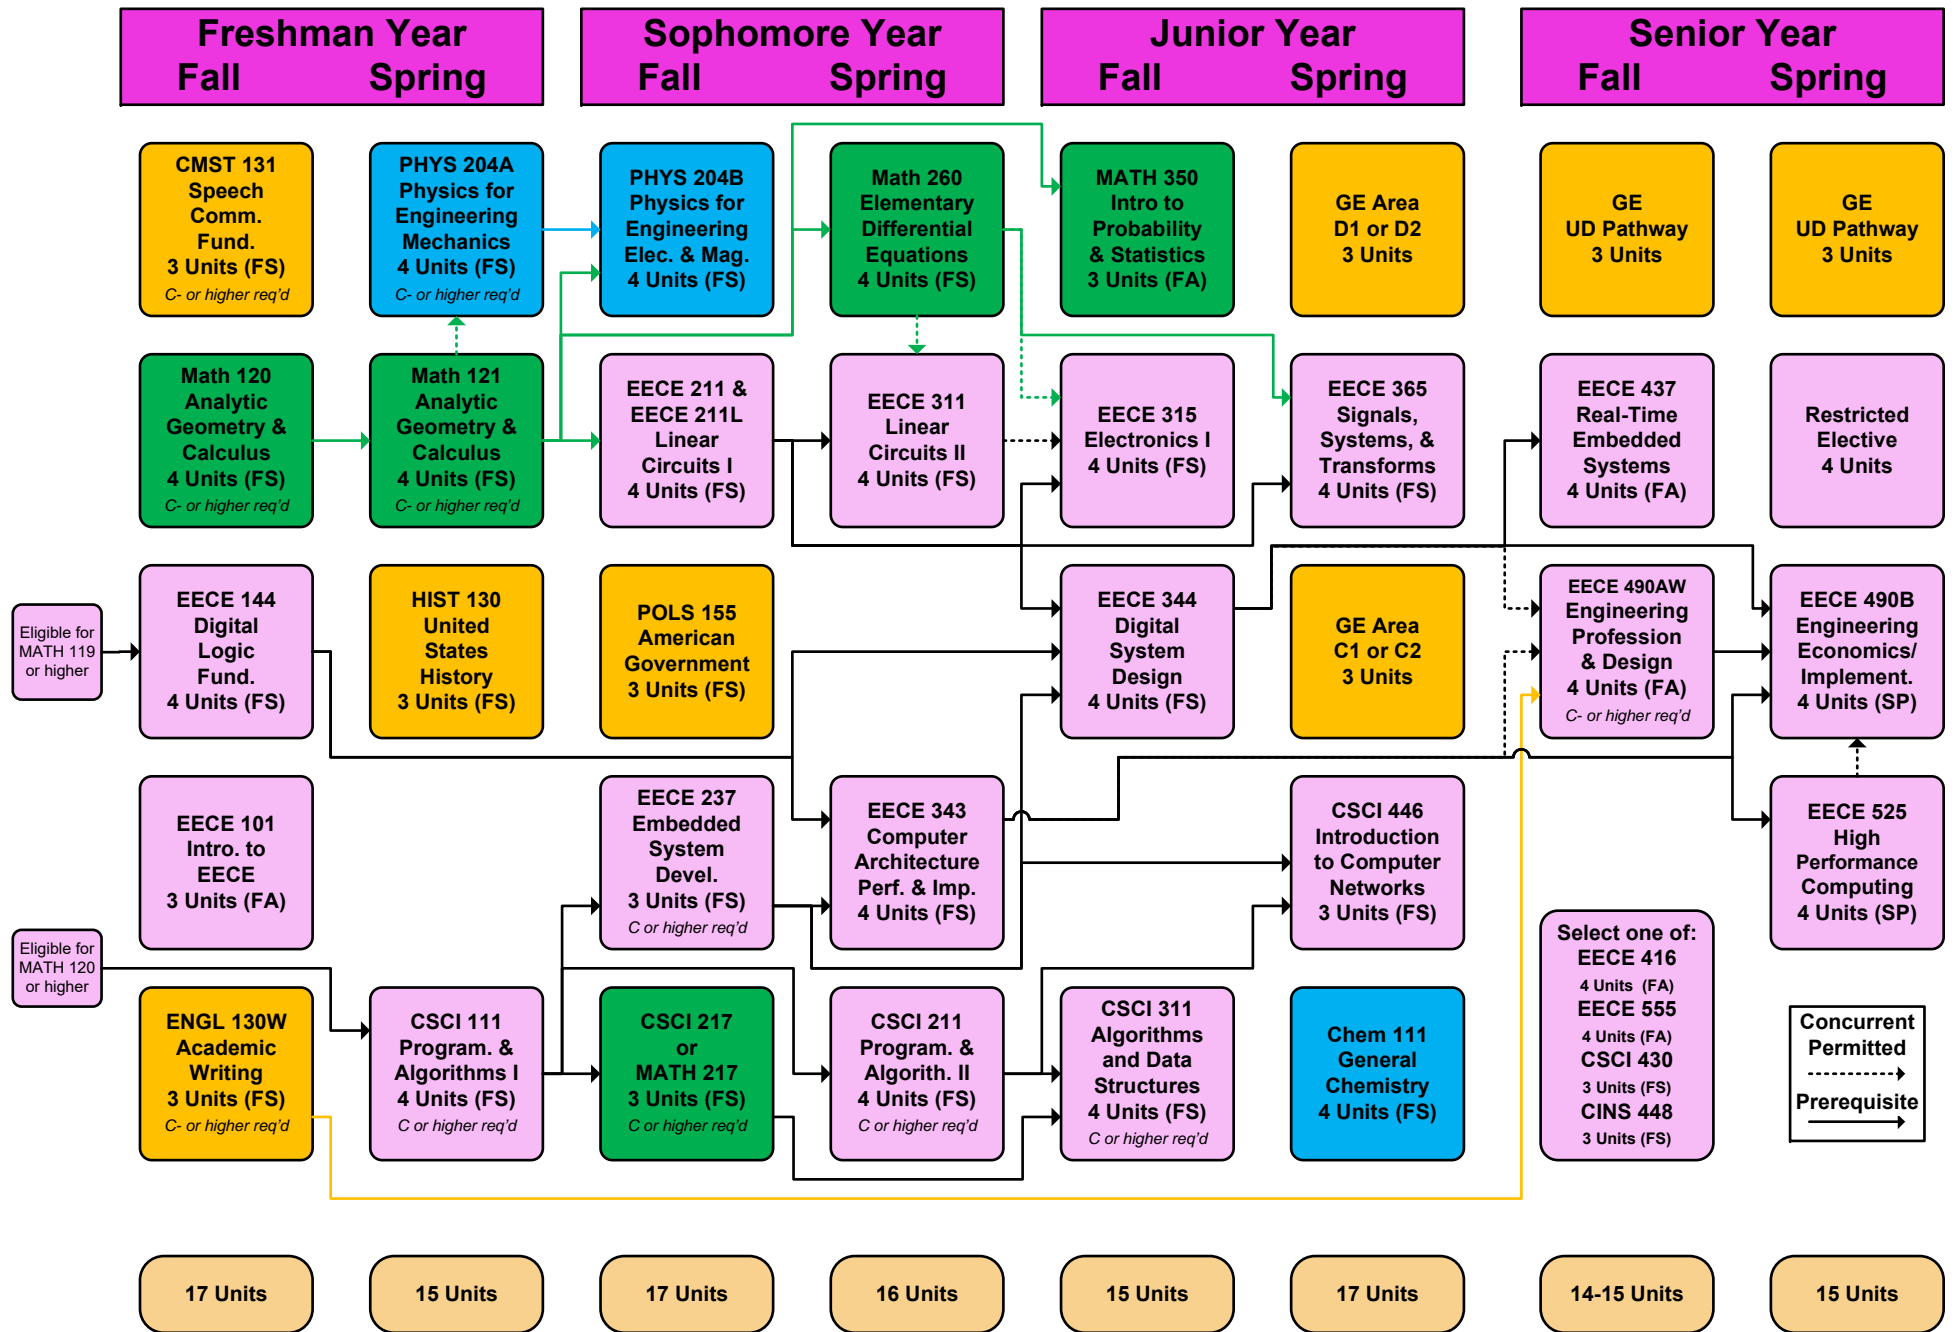 Freshman Year
Fall Spring
Sophomore Year
Fall Spring
Junior Year
Fall Spring
Senior Year
Fall Spring
CMST 131
Speech
Comm.
Fund.
3 Units (FS)
C- or higher req'd
PHYS 204A
Physics for
Engineering
Mechanics
4 Units (FS)
C- or higher req'd
PHYS 204B
Physics for
Engineering
Elec. & Mag.
4 Units (FS)
Math 260
Elementary
Differential
Equations
4 Units (FS)
MATH 350
Intro to
Probability
& Statistics
3 Units (FA)
GE Area
D1 or D2
3 Units
GE
UD Pathway
3 Units
GE
UD Pathway
3 Units
Math 120
Analytic
Geometry &
Calculus
4 Units (FS)
C- or higher req'd
Math 121
Analytic
Geometry &
Calculus
4 Units (FS)
C- or higher req'd
EECE 211 &
EECE 211L
Linear
Circuits I
4 Units (FS)
EECE 311
Linear
Circuits II
4 Units (FS)
EECE 315
Electronics I
4 Units (FS)
EECE 365
Signals,
Systems, &
Transforms
4 Units (FS)
EECE 437
Real-Time
Embedded
Systems
4 Units (FA)
Restricted
Elective
4 Units
Eligible for
MATH 119
or higher
EECE 144
Digital
Logic
Fund.
4 Units (FS)
HIST 130
United
States
History
3 Units (FS)
POLS 155
American
Government
3 Units (FS)
EECE 344
Digital
System
Design
4 Units (FS)
GE Area
C1 or C2
3 Units
EECE 490AW
Engineering
Profession
& Design
4 Units (FA)
C- or higher req'd
EECE 490B
Engineering
Economics/
Implement.
4 Units (SP)
EECE 101
Intro. to
EECE
3 Units (FA)
EECE 237
Embedded
System
Devel.
3 Units (FS)
C or higher req'd
EECE 343
Computer
Architecture
Perf. & Imp.
4 Units (FS)
CSCI 446
Introduction
to Computer
Networks
3 Units (FS)
EECE 525
High
Performance
Computing
4 Units (SP)
Eligible for
MATH 120
or higher
ENGL 130W
Academic
Writing
3 Units (FS)
C- or higher req'd
CSCI 111
Program. &
Algorithms I
4 Units (FS)
C or higher req'd
CSCI 217
or
MATH 217
3 Units (FS)
C or higher req'd
CSCI 211
Program. &
Algorith. II
4 Units (FS)
C or higher req'd
CSCI 311
Algorithms
and Data
Structures
4 Units (FS)
C or higher req'd
Chem 111
General
Chemistry
4 Units (FS)
Select one of:
EECE 416
4 Units (FA)
EECE 555
4 Units (FA)
CSCI 430
3 Units (FS)
CINS 448
3 Units (FS)
Concurrent
Permitted
Prerequisite
17 Units
15 Units
17 Units
16 Units
15 Units
17 Units
14-15 Units
15 Units